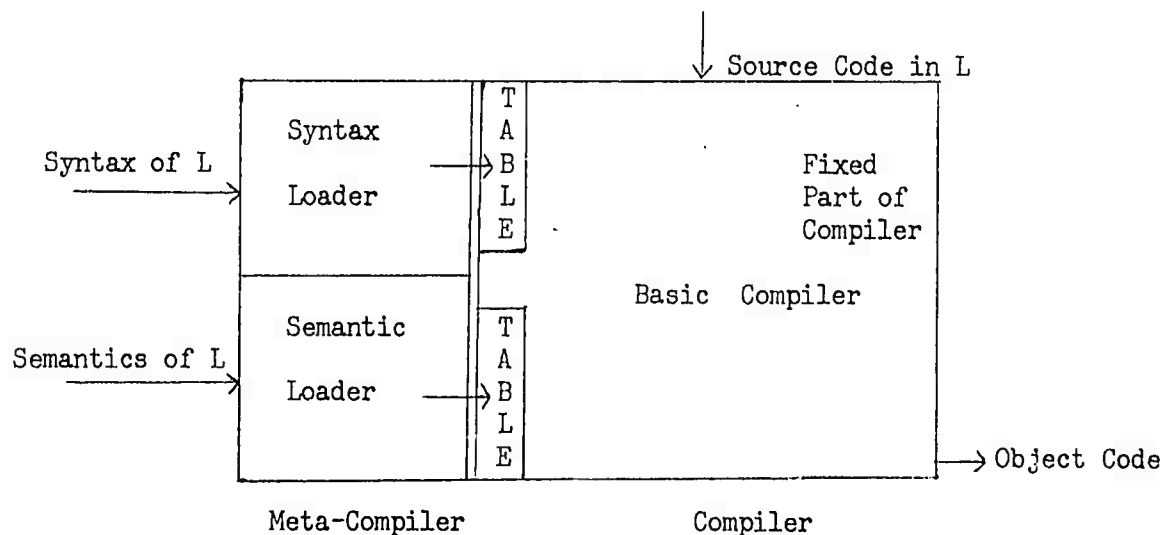 Source Code in L
Syntax of L
Syntax
Loader
T
A
B
L
E
Fixed
Part of
Compiler
Basic Compiler
Semantics of L
Semantic
Loader
T
A
B
L
E
Object Code
Meta-Compiler
Compiler